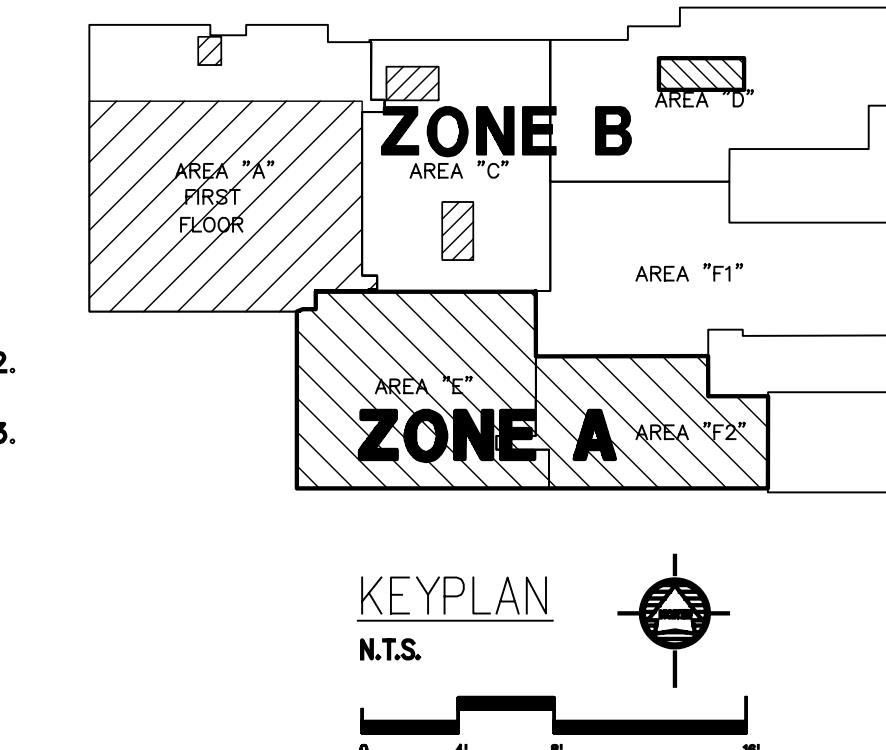 AREA "D"
ZONE B
AREA "A"
FIRST
FLOOR
AREA "C"
AREA "F1"
2.
AREA "E"
3.
ZONE A
AREA "F2"
KEYPLAN
NORTH
N.T.S.
0 4' 8' 16'